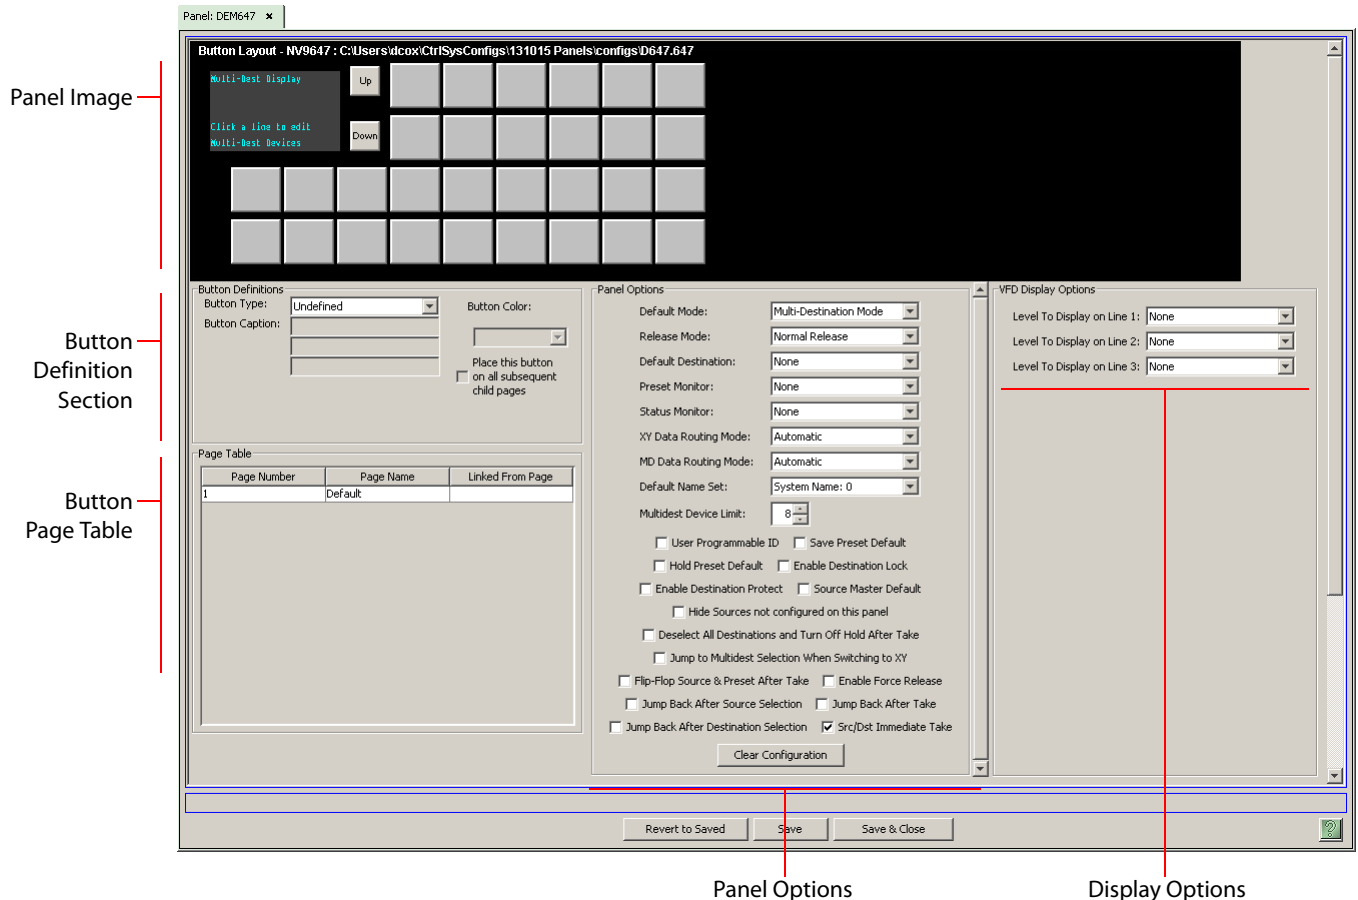 Panel: DEM647 ×
Button Layout - NV9647 : C:\Users\dcox\CtrlSysConfigs\131015 Panels\configs\D647.647
Multi-Dest Display
Click a line to edit
Multi-Dest Devices
Up
Down
Panel Image
Button Definitions
Button Type: Undefined
Button Caption:
Button Color:
Place this button
on all subsequent
child pages
Button
Definition
Section
Page Table
Page Number Page Name Linked From Page
1 Default
Button
Page Table
Panel Options
Default Mode: Multi-Destination Mode
Release Mode: Normal Release
Default Destination: None
Preset Monitor: None
Status Monitor: None
XY Data Routing Mode: Automatic
MD Data Routing Mode: Automatic
Default Name Set: System Name: 0
Multidest Device Limit: 8
User Programmable ID Save Preset Default
Hold Preset Default Enable Destination Lock
Enable Destination Protect Source Master Default
Hide Sources not configured on this panel
Deselect All Destinations and Turn Off Hold After Take
Jump to Multidest Selection When Switching to XY
Flip-Flop Source & Preset After Take Enable Force Release
Jump Back After Source Selection Jump Back After Take
Jump Back After Destination Selection Src/Dst Immediate Take
Clear Configuration
VFD Display Options
Level To Display on Line 1: None
Level To Display on Line 2: None
Level To Display on Line 3: None
Revert to Saved Save Save & Close ?
Panel Options Display Options